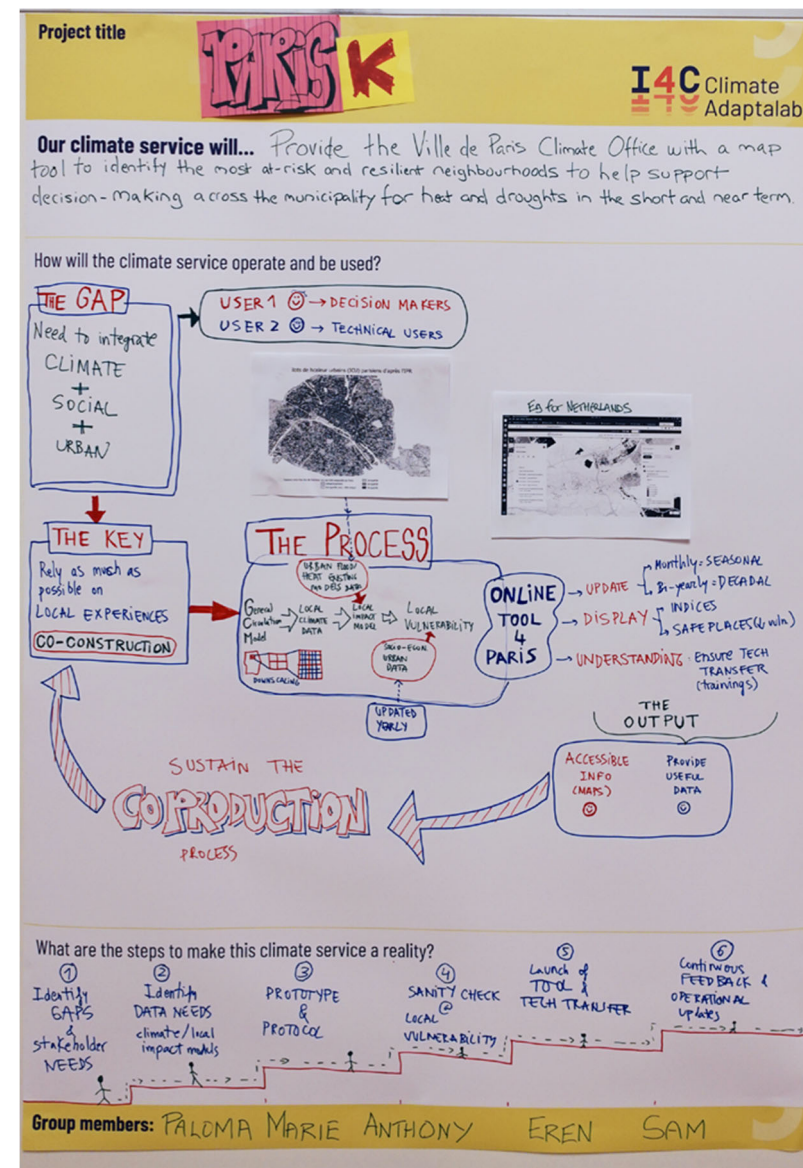 Project title
PARIS K
I4C Climate
Adaptalab
Our climate service will... Provide the Ville de Paris Climate Office with a map
tool to identify the most at-risk and resilient neighbourhoods to help support
decision-making across the municipality for heat and droughts in the short and near term.
How will the climate service operate and be used?
THE GAP
Need to integrate
CLIMATE
+
SOCIAL
+
URBAN
USER 1 → DECISION MAKERS
USER 2 → TECHNICAL USERS
Eg for NETHERLANDS
THE KEY
Rely as much as
possible on
LOCAL EXPERIENCES
CO-CONSTRUCTION
THE PROCESS
URBAN FLOOD/
HEAT EXISTING
MODELS DATA
General
Circulation
Model
LOCAL
CLIMATE
DATA
LOCAL
IMPACT
MODEL
LOCAL
VULNERABILITY
DOWNSCALING
SOCIO-ECON.
URBAN
DATA
UPDATED
YEARLY
ONLINE
TOOL
4
PARIS
→ UPDATE
Monthly = SEASONAL
Bi-yearly = DECADAL
→ DISPLAY
INDICES
SAFE PLACES (& vuln.)
→ UNDERSTANDING • Ensure TECH
TRANSFER
(trainings)
THE
OUTPUT
ACCESSIBLE
INFO
(MAPS)
PROVIDE
USEFUL
DATA
SUSTAIN THE
COPRODUCTION
PROCESS
What are the steps to make this climate service a reality?
1
Identify
GAPS
&
stakeholder
NEEDS
2
Identify
DATA NEEDS
climate/local
impact models
3
PROTOTYPE
&
PROTOCOL
4
SANITY CHECK
@
LOCAL
VULNERABILITY
5
Launch of
TOOL &
TECH TRANSFER
6
Continuous
FEEDBACK &
OPERATIONAL
updates
Group members: PALOMA MARIE ANTHONY EREN SAM